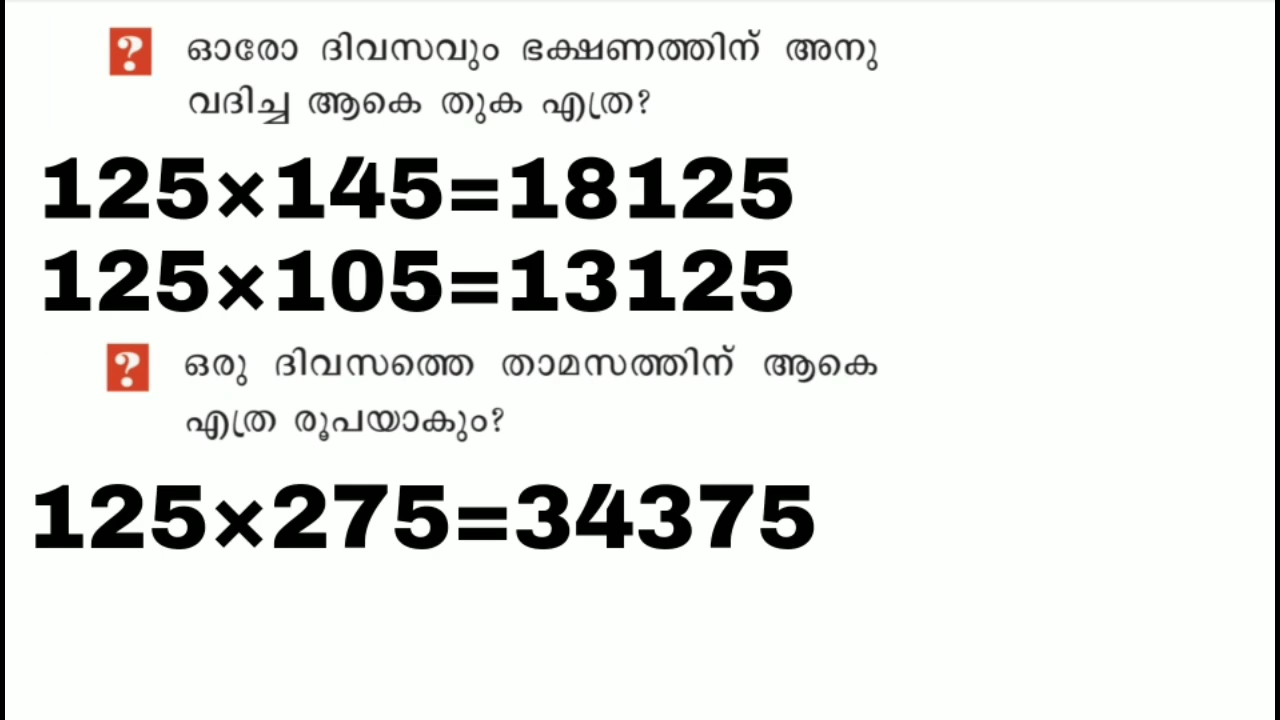 ? ഓരോ ദിവസവും ഭക്ഷണത്തിന് അനു
വദിച്ച ആകെ തുക എത്ര?
125×145=18125
125×105=13125
? ഒരു ദിവസത്തെ താമസത്തിന് ആകെ
എത്ര രൂപയാകും?
125×275=34375